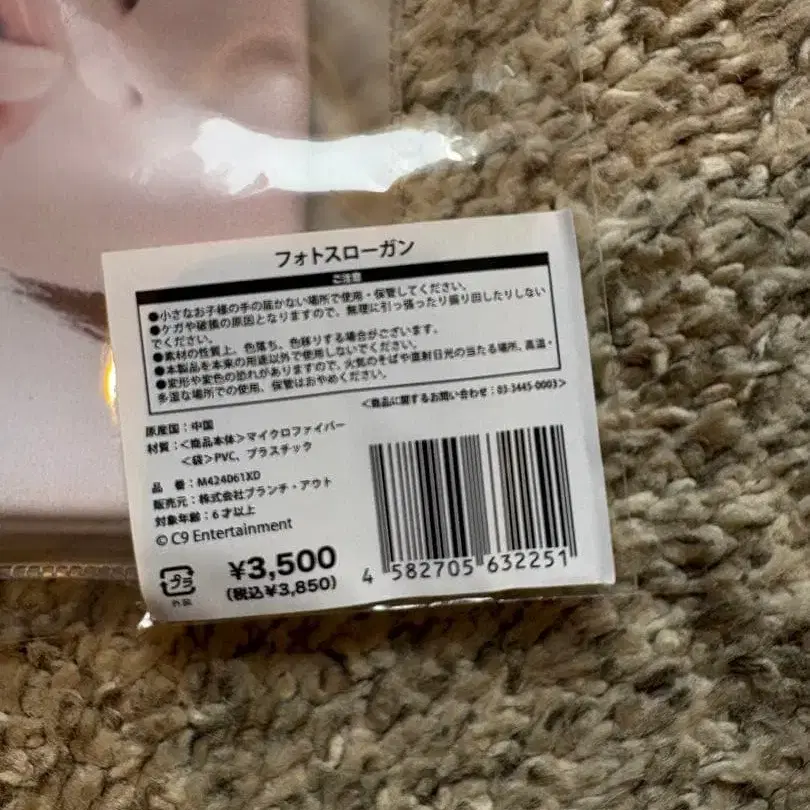 フォトスローガン
ご注意
●小さなお子様の手の届かない場所で使用・保管してください。
●ケガや破損の原因となりますので、無理に引っ張ったり振り回したりしない
でください。
●素材の性質上、色落ち、色移りする場合がございます。
●本製品を本来の用途以外で使用しないでください。
●変形や変色の恐れがありますので、火気のそばや直射日光の当たる場所、高温・
多湿な場所での使用、保管はおやめください。
<商品に関するお問い合わせ：03-3445-0003>
原産国：中国
材質：<商品本体>マイクロファイバー
<袋>PVC、プラスチック
品 番：M424061XD
販売元：株式会社ブランチ・アウト
対象年齢：6才以上
© C9 Entertainment
プラ
外袋
¥3,500
(税込¥3,850)
4 582705 632251